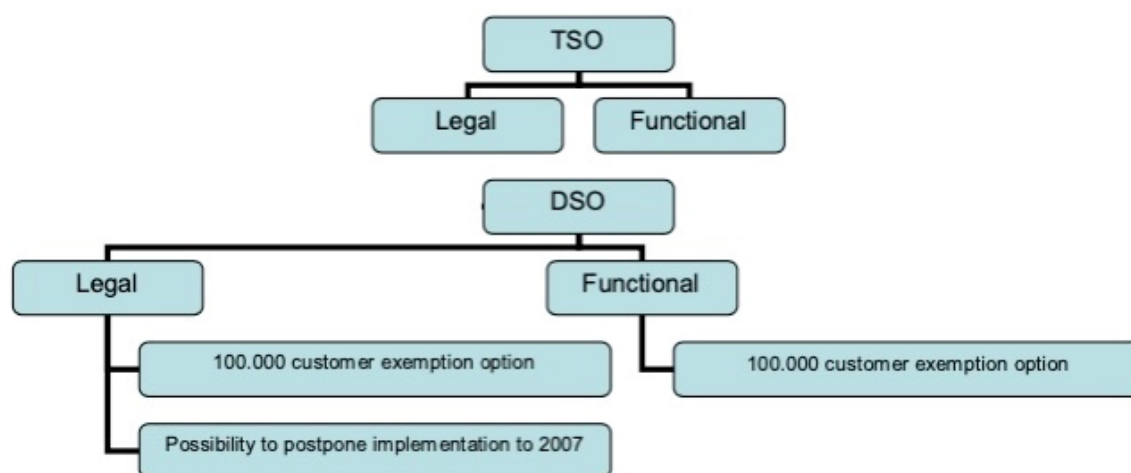 TSO
Legal
Functional
DSO
Legal
Functional
100.000 customer exemption option
100.000 customer exemption option
Possibility to postpone implementation to 2007